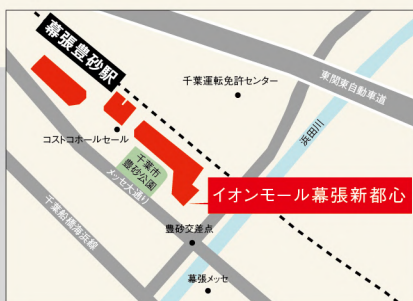 幕張豊砂駅
千葉運転免許センター
東関東自動車道
浜田川
コストコホールセール
千葉市
豊砂公園
メッセ大通り
イオンモール幕張新都心
千葉船橋海浜線
豊砂交差点
幕張メッセ